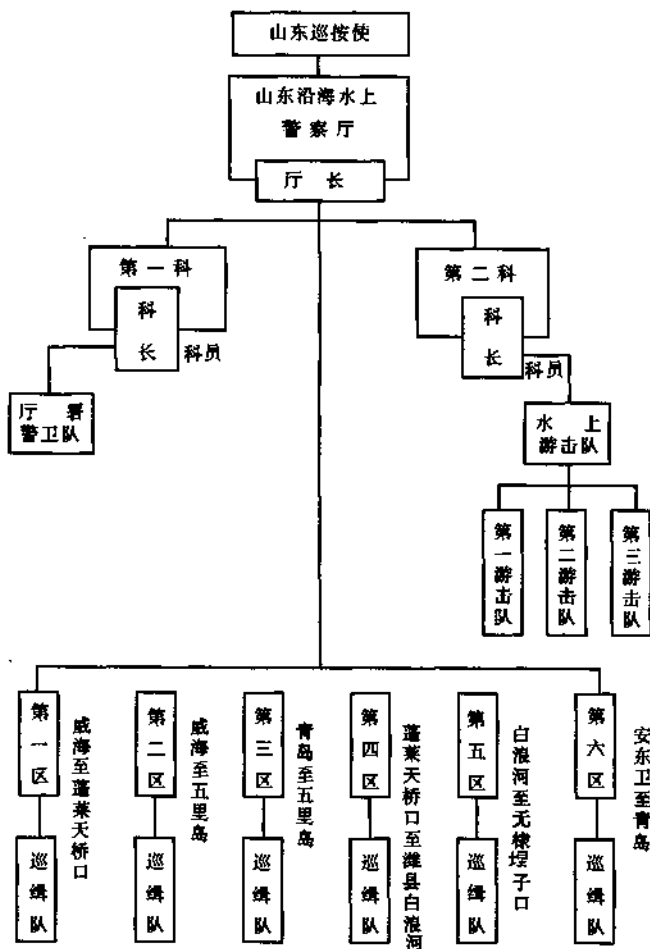 山东巡按使
山东沿海水上
警察厅
厅长
第一科
科长
科员
厅署
警卫队
第二科
科长
科员
水上
游击队
第一游击队
第二游击队
第三游击队
第一区
威海至蓬莱天桥口
巡缉队
第二区
威海至五里岛
巡缉队
第三区
青岛至五里岛
巡缉队
第四区
蓬莱天桥口至潍县白浪河
巡缉队
第五区
白浪河至无棣埕子口
巡缉队
第六区
安东卫至青岛
巡缉队